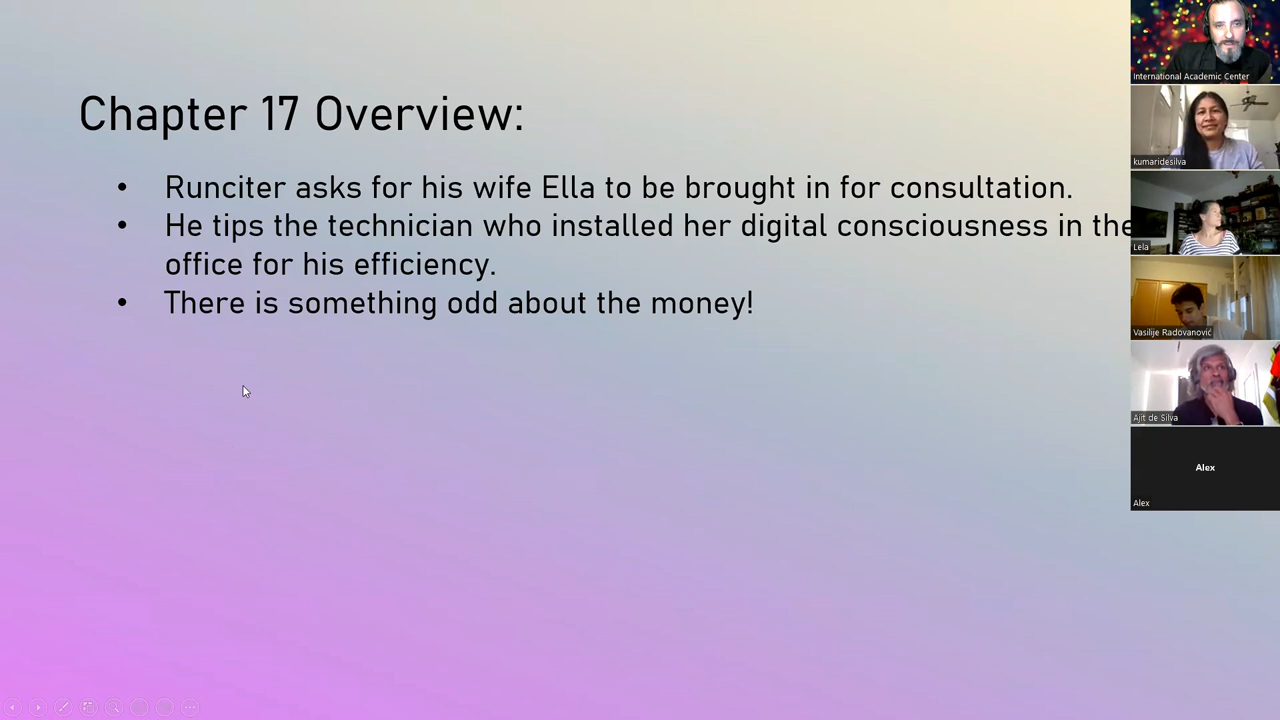 Chapter 17 Overview:
• Runciter asks for his wife Ella to be brought in for consultation.
• He tips the technician who installed her digital consciousness in the
office for his efficiency.
• There is something odd about the money!
International Academic Center
kumaridesilva
Lela
Vasilije Radovanović
Ajit de Silva
Alex
Alex